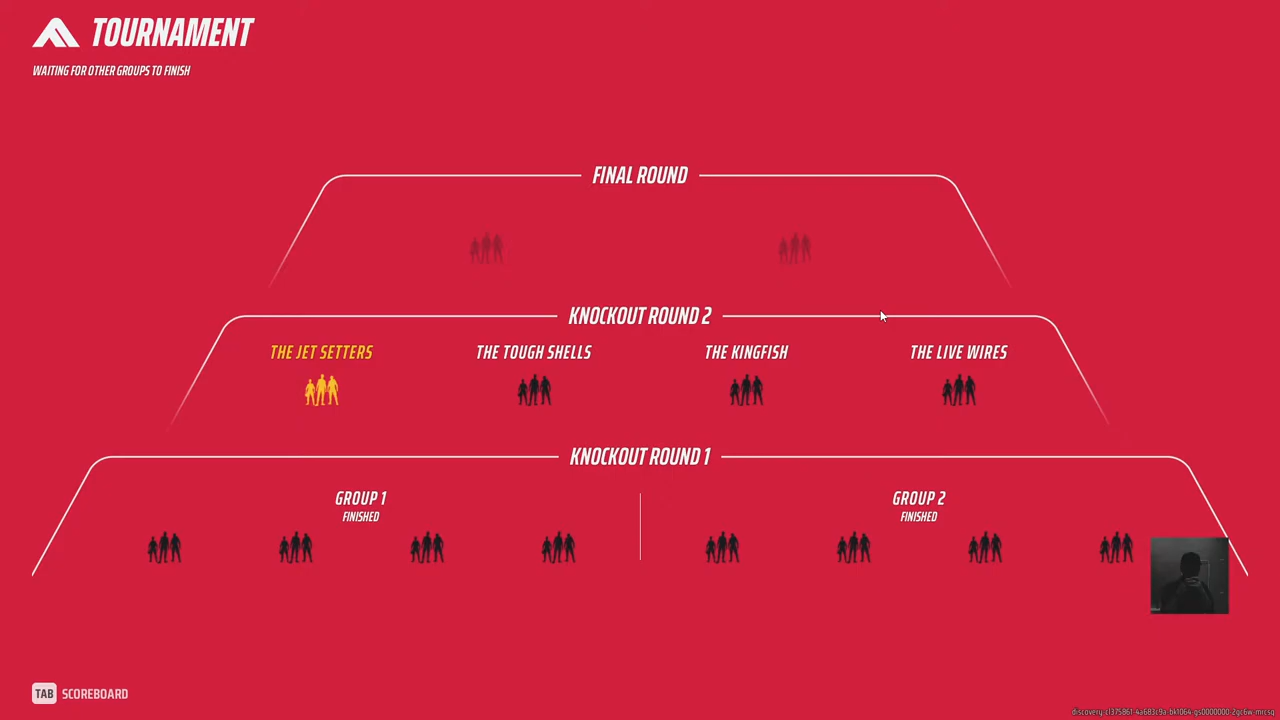 TOURNAMENT
WAITING FOR OTHER GROUPS TO FINISH
FINAL ROUND
KNOCKOUT ROUND 2
THE JET SETTERS
THE TOUGH SHELLS
THE KINGFISH
THE LIVE WIRES
KNOCKOUT ROUND 1
GROUP 1
FINISHED
GROUP 2
FINISHED
TAB SCOREBOARD